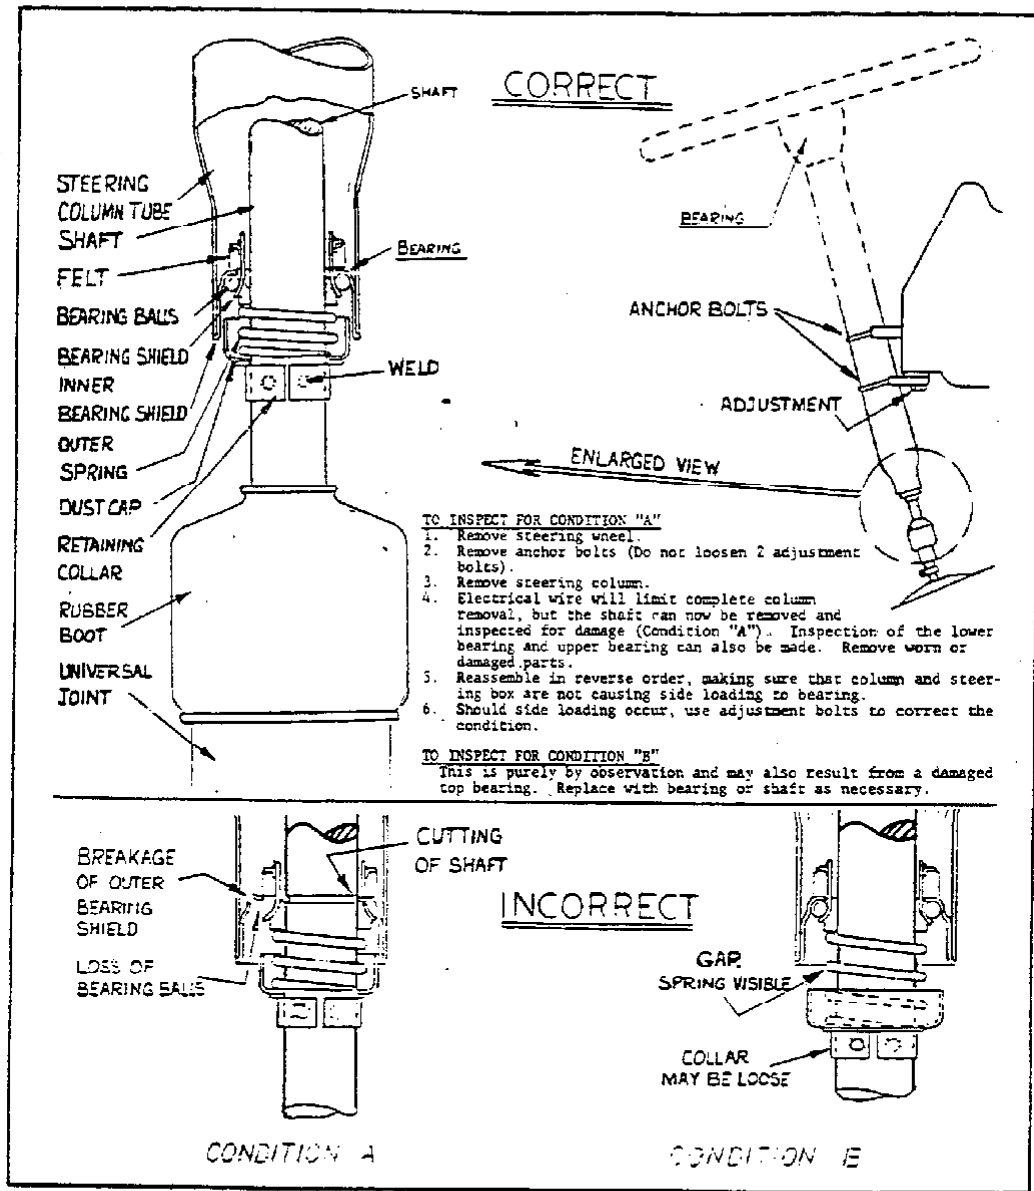 CORRECT
SHAFT
STEERING
COLUMN TUBE
SHAFT
FELT
BEARING BALLS
BEARING SHIELD
INNER
BEARING SHIELD
OUTER
SPRING
DUST CAP
RETAINING
COLLAR
RUBBER
BOOT
UNIVERSAL
JOINT
BEARING
WELD
BEARING
ANCHOR BOLTS
ADJUSTMENT
ENLARGED VIEW
TO INSPECT FOR CONDITION "A"
1. Remove steering wheel.
2. Remove anchor bolts (Do not loosen 2 adjustment
bolts).
3. Remove steering column.
4. Electrical wire will limit complete column
removal, but the shaft can now be removed and
inspected for damage (Condition "A"). Inspection of the lower
bearing and upper bearing can also be made. Remove worn or
damaged parts.
5. Reassemble in reverse order, making sure that column and steer-
ing box are not causing side loading to bearing.
6. Should side loading occur, use adjustment bolts to correct the
condition.
TO INSPECT FOR CONDITION "B"
This is purely by observation and may also result from a damaged
top bearing. Replace with bearing or shaft as necessary.
INCORRECT
BREAKAGE
OF OUTER
BEARING
SHIELD
LOSS OF
BEARING BALLS
CUTTING
OF SHAFT
CONDITION A
GAP
SPRING VISIBLE
COLLAR
MAY BE LOOSE
CONDITION B